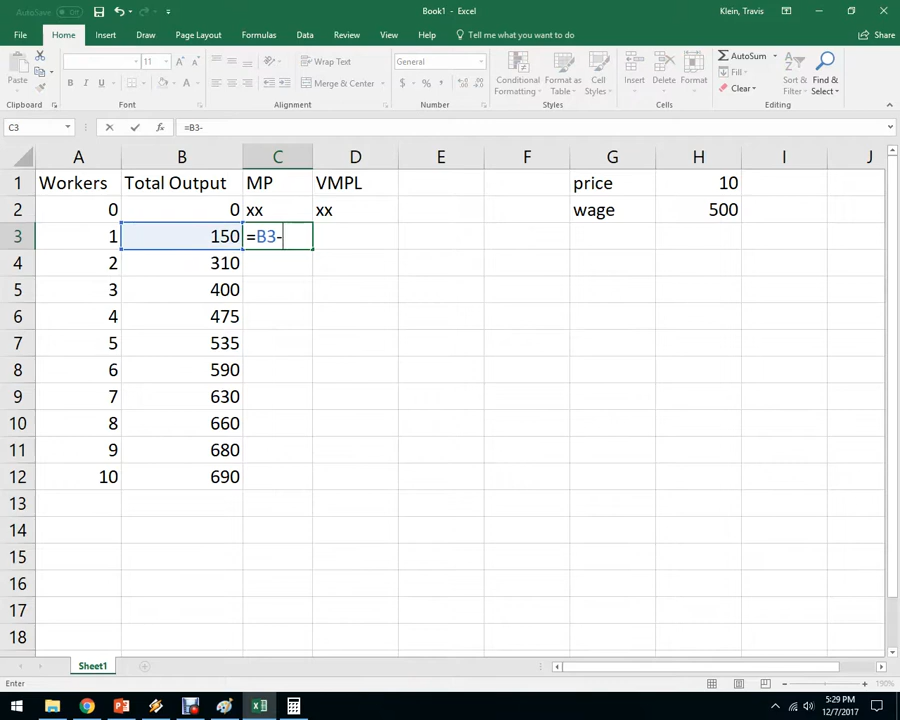 AutoSave Off Book1 - Excel Klein, Travis
File Home Insert Draw Page Layout Formulas Data Review View Help Tell me what you want to do Share
Paste B I U 11 A A Wrap Text Merge & Center General $ % , Conditional Formatting Format as Table Cell Styles Insert Delete Format AutoSum Fill Clear Sort & Filter Find & Select
Clipboard Font Alignment Number Styles Cells Editing
C3 fx =B3-
A B C D E F G H I J
1 Workers Total Output MP VMPL price 10
2 0 0 xx xx wage 500
3 1 150 =B3-
4 2 310
5 3 400
6 4 475
7 5 535
8 6 590
9 7 630
10 8 660
11 9 680
12 10 690
13
14
15
16
17
18
Sheet1
Enter 190%
5:29 PM
12/7/2017